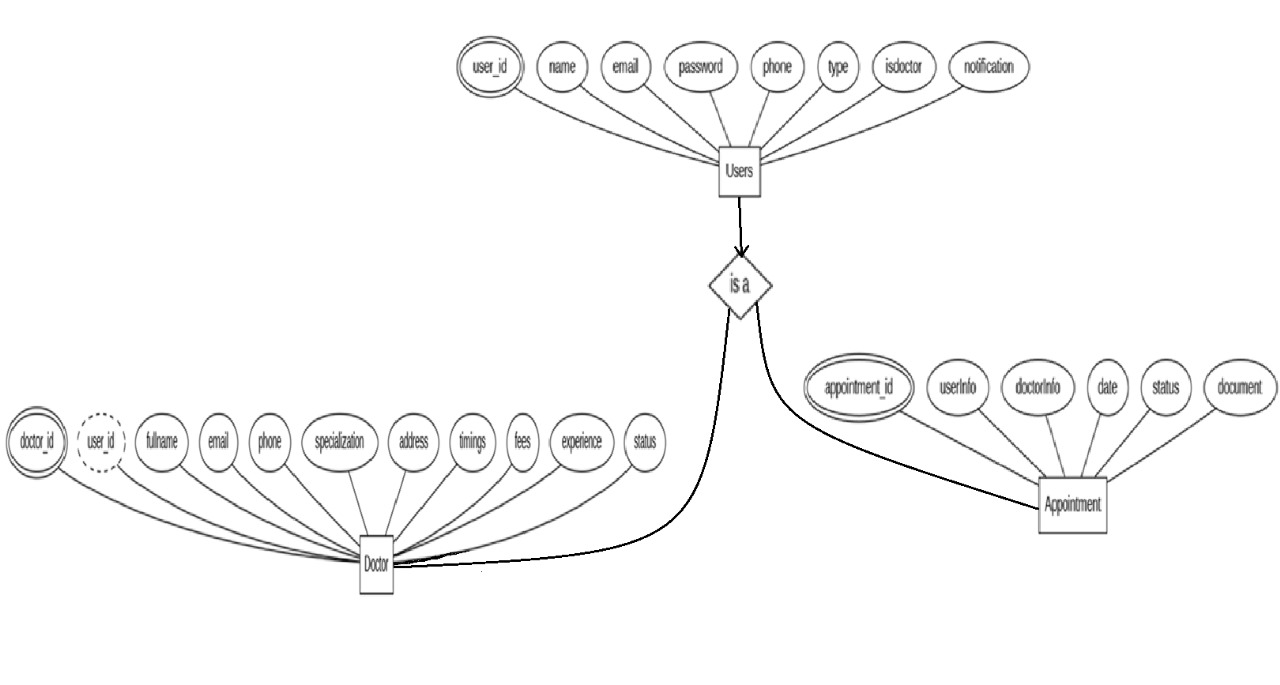 user_id
name
email
password
phone
type
isdoctor
notification
Users
is a
appointment_id
userInfo
doctorInfo
date
status
document
Appointment
doctor_id
user_id
fullname
email
phone
specialization
address
timings
fees
experience
status
Doctor